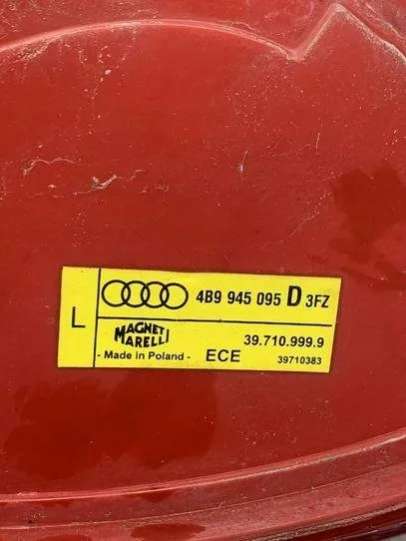 L
4B9 945 095 D 3FZ
MAGNETI MARELLI
39.710.999.9
- Made in Poland - ECE 39710383